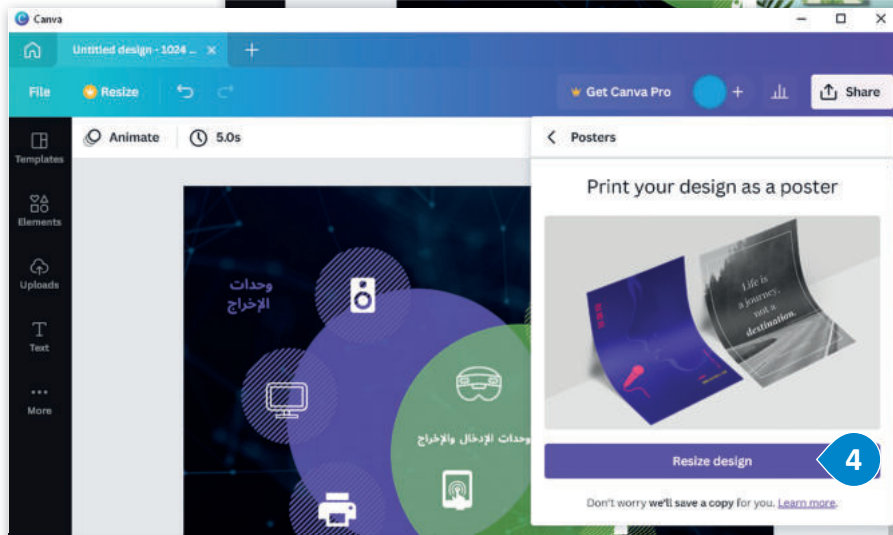 Canva
Untitled design - 1024 ...
File
Resize
Get Canva Pro
Share
Templates
Elements
Uploads
Text
More
Animate
5.0s
Posters
Print your design as a poster
Life is
a journey,
not a
destination.
وحدات
الإخراج
وحدات الإدخال والإخراج
Resize design
4
Don't worry we'll save a copy for you. Learn more.